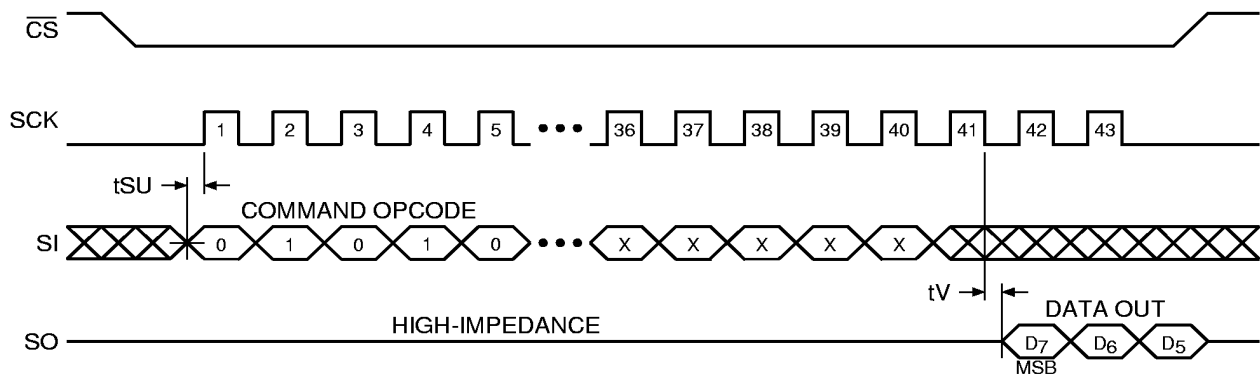 CS
SCK 1 2 3 4 5 ••• 36 37 38 39 40 41 42 43
tSU
COMMAND OPCODE
SI 0 1 0 1 0 ••• X X X X X
tV
DATA OUT
HIGH-IMPEDANCE
SO D7 D6 D5
MSB